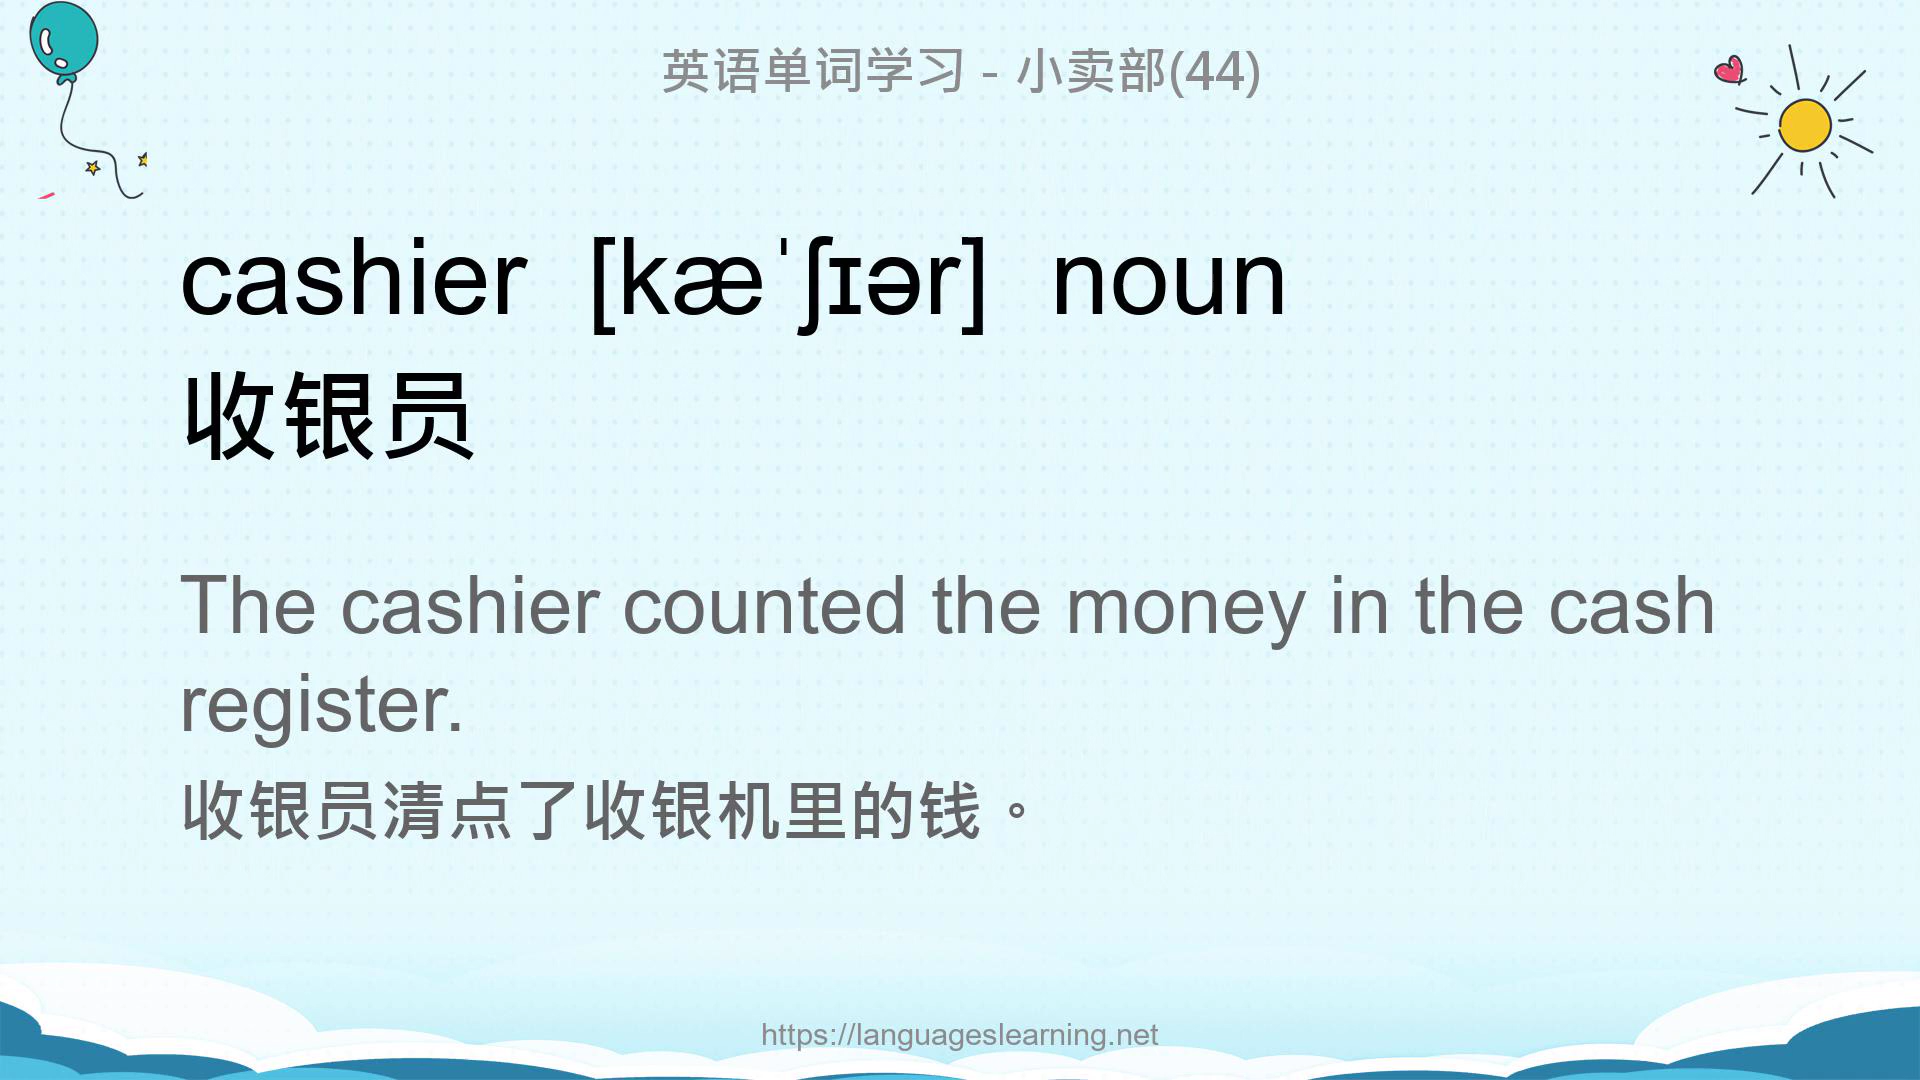 英语单词学习 - 小卖部(44)
cashier [kæˈʃɪər] noun
收银员
The cashier counted the money in the cash
register.
收银员清点了收银机里的钱。
https://languageslearning.net